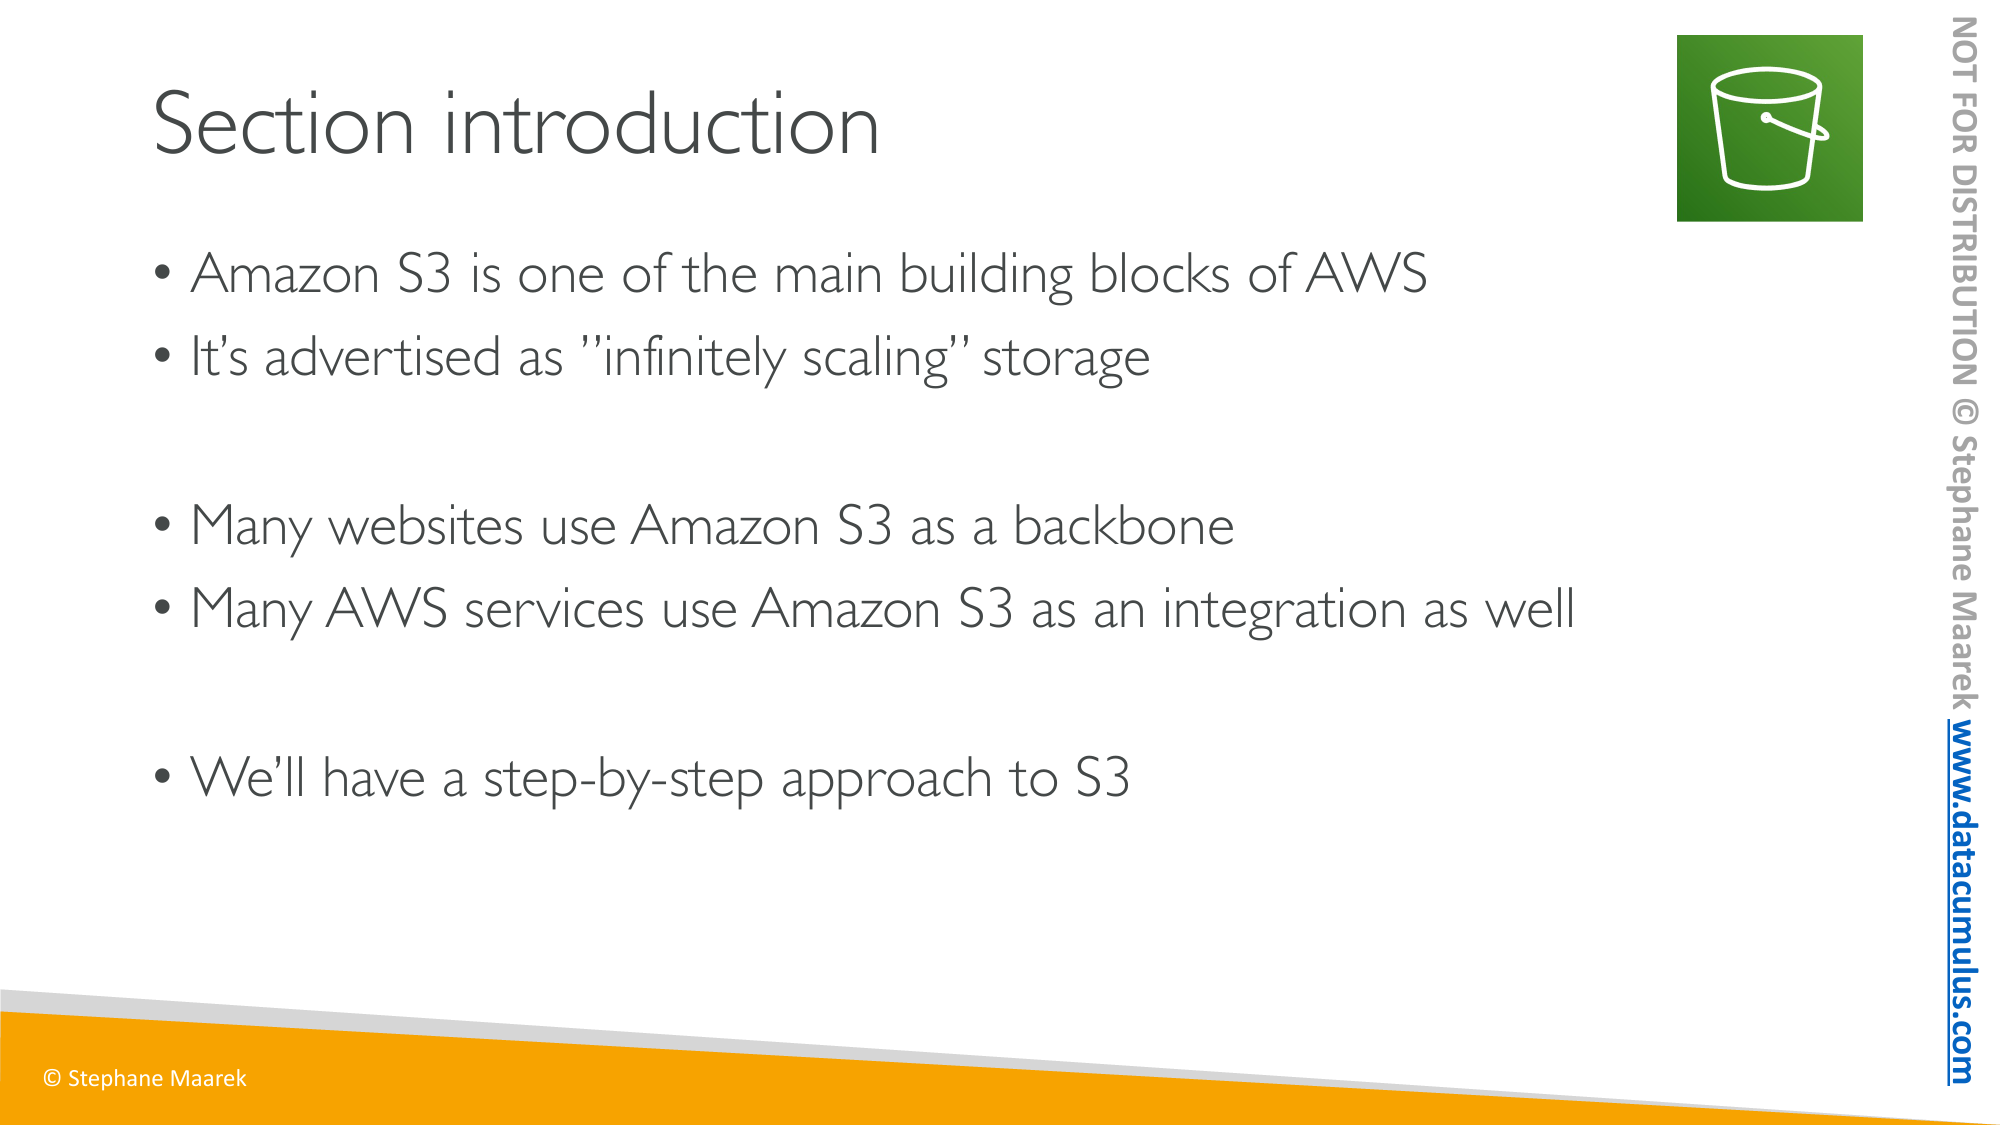 Section introduction
• Amazon S3 is one of the main building blocks of AWS
• It’s advertised as ”infinitely scaling” storage
• Many websites use Amazon S3 as a backbone
• Many AWS services use Amazon S3 as an integration as well
• We’ll have a step-by-step approach to S3
© Stephane Maarek
NOT FOR DISTRIBUTION © Stephane Maarek www.datacumulus.com